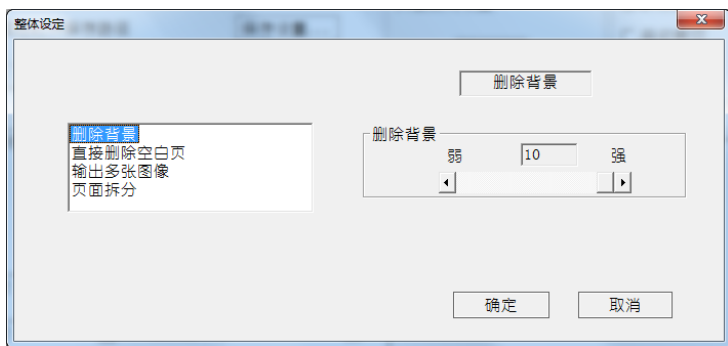 整体设定
删除背景
删除背景
直接删除空白页
输出多张图像
页面拆分
删除背景
弱 10 强
确定 取消